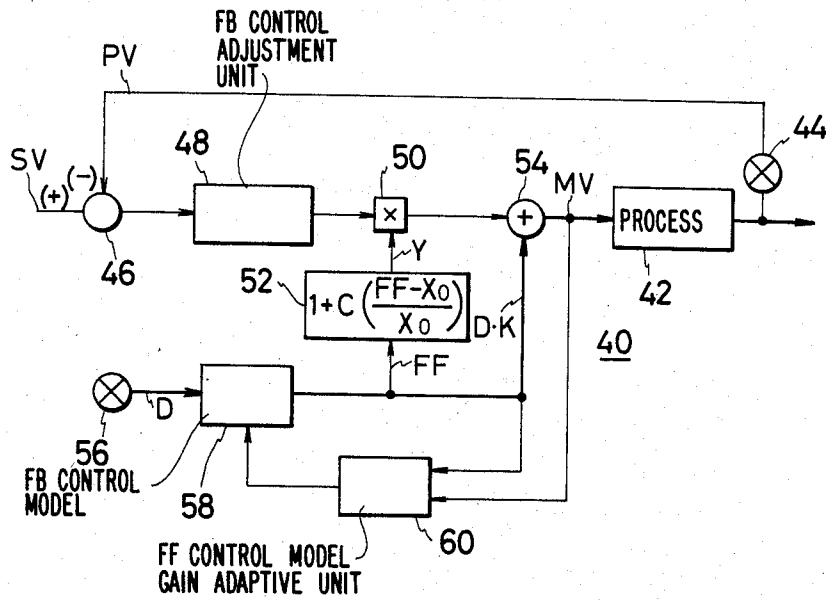 FB CONTROL
ADJUSTMENT
UNIT
PV
44
SV
(+)
(-)
48
50
54
MV
×
+
PROCESS
46
Y
42
52
1+C (FF-X0/X0)
D·K
40
FF
D
56
FB CONTROL
MODEL
58
60
FF CONTROL MODEL
GAIN ADAPTIVE UNIT